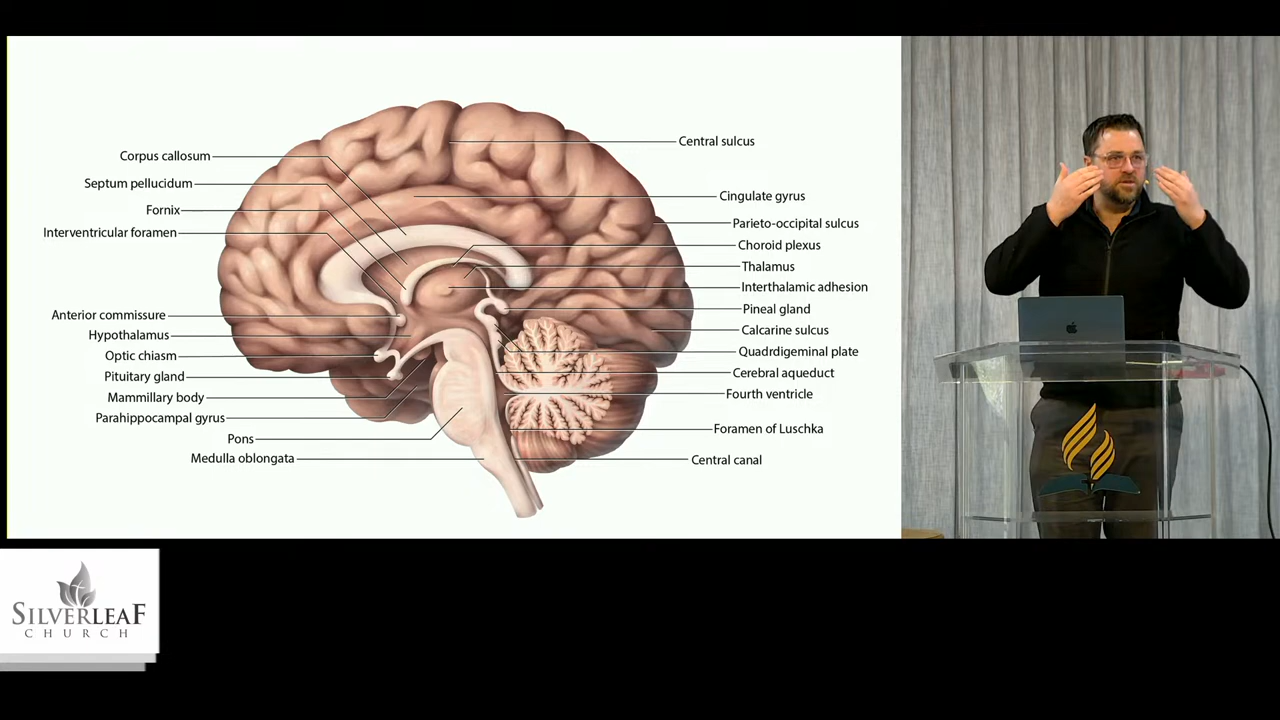 Corpus callosum
Septum pellucidum
Fornix
Interventricular foramen
Anterior commissure
Hypothalamus
Optic chiasm
Pituitary gland
Mammillary body
Parahippocampal gyrus
Pons
Medulla oblongata
Central sulcus
Cingulate gyrus
Parieto-occipital sulcus
Choroid plexus
Thalamus
Interthalamic adhesion
Pineal gland
Calcarine sulcus
Quadrdigeminal plate
Cerebral aqueduct
Fourth ventricle
Foramen of Luschka
Central canal
SILVERLEAF
CHURCH